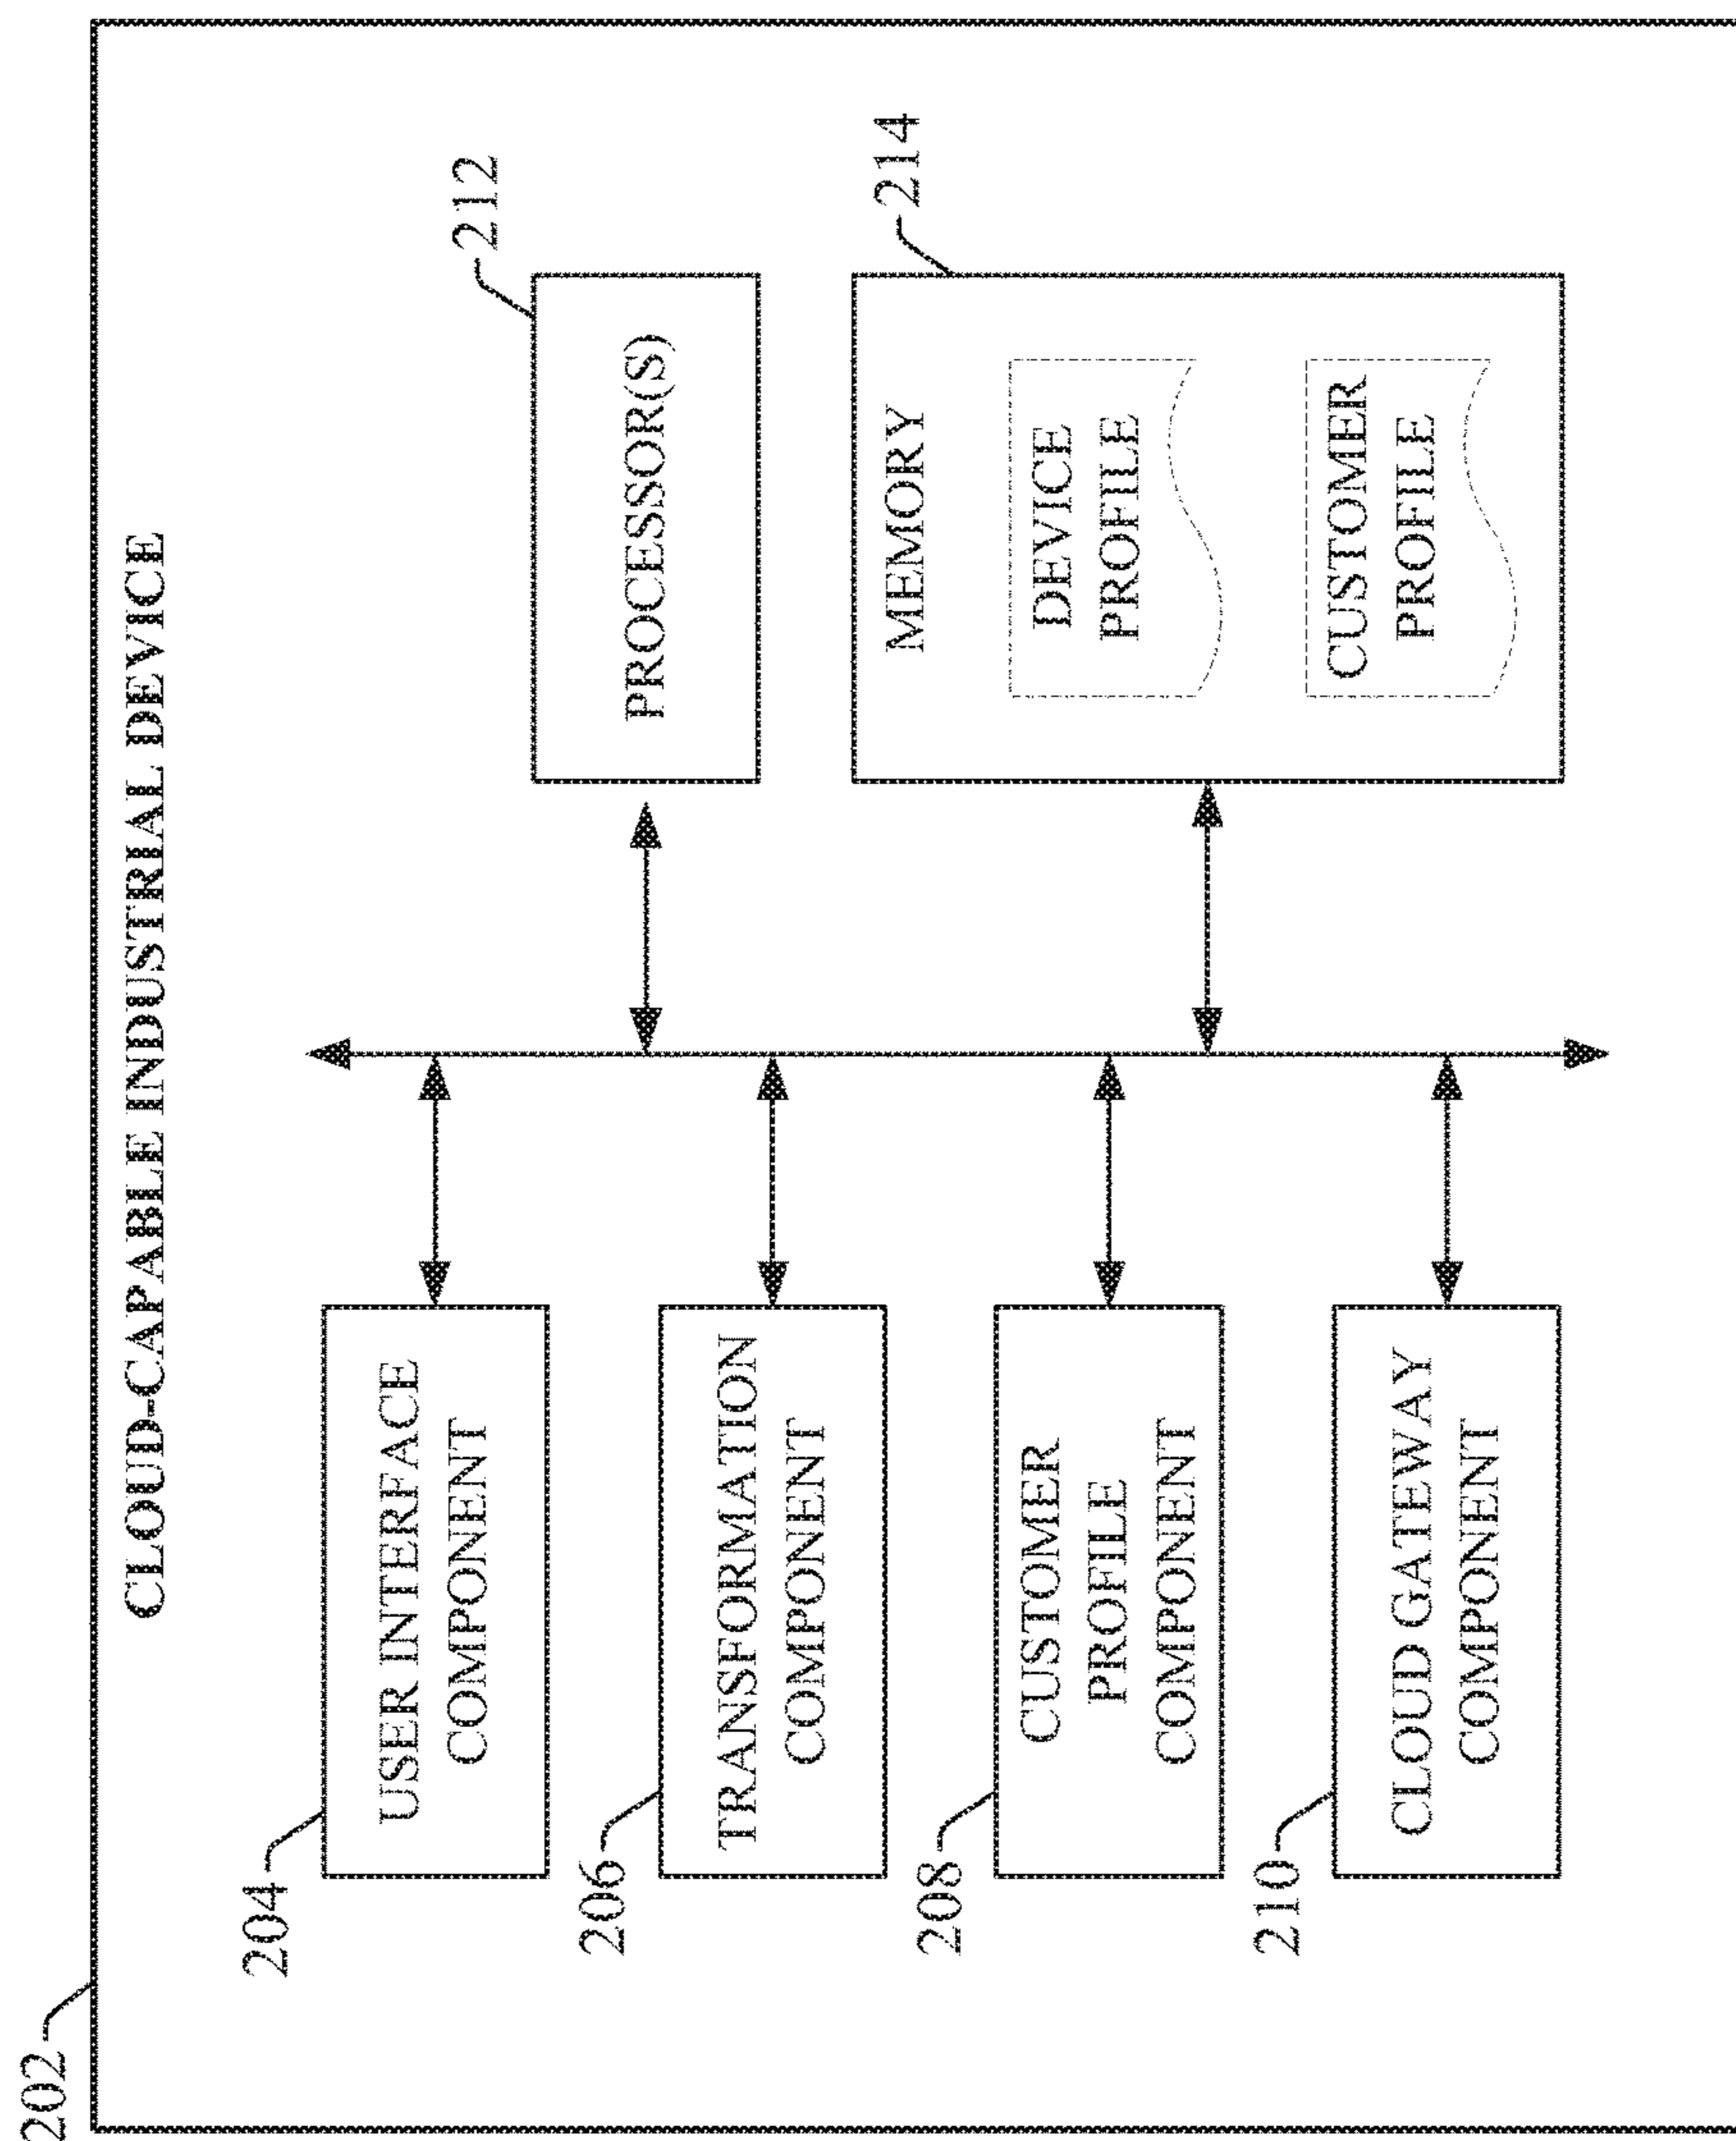 202
CLOUD-CAPABLE INDUSTRIAL DEVICE
204
USER INTERFACE
COMPONENT
206
TRANSFORMATION
COMPONENT
208
CUSTOMER
PROFILE
COMPONENT
210
CLOUD GATEWAY
COMPONENT
212
PROCESSOR(S)
214
MEMORY
DEVICE
PROFILE
CUSTOMER
PROFILE